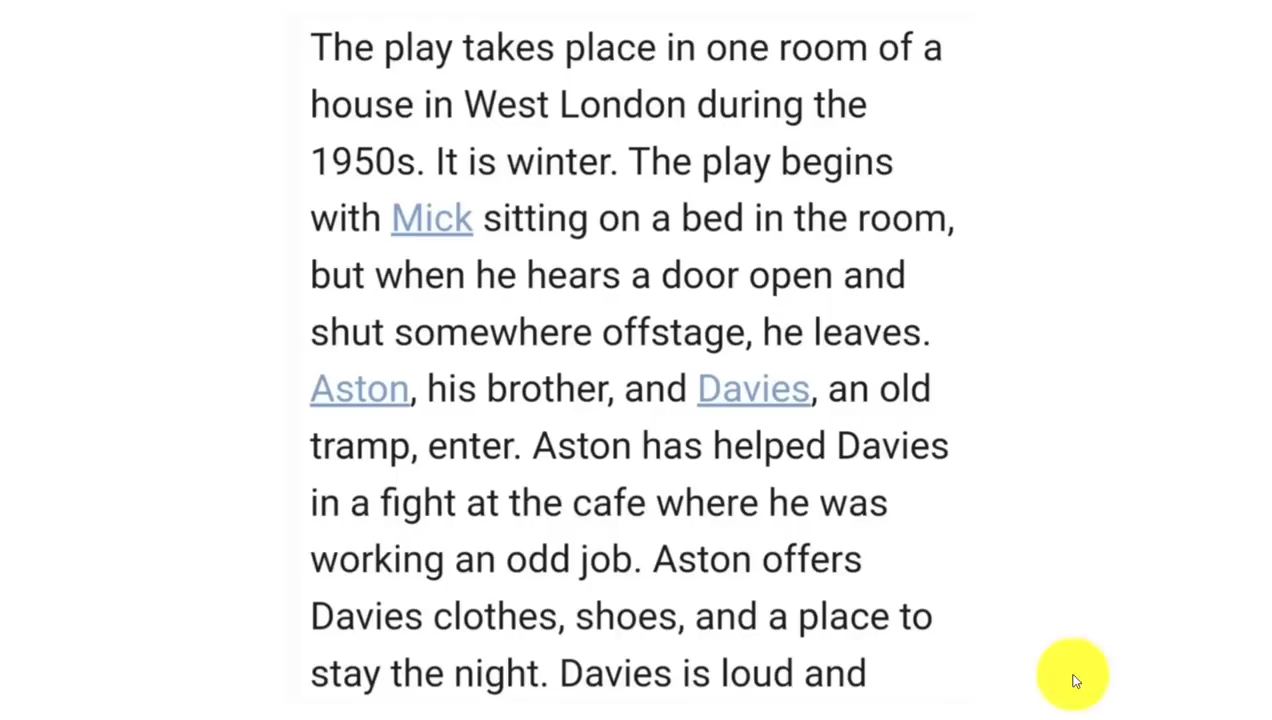 The play takes place in one room of a
house in West London during the
1950s. It is winter. The play begins
with Mick sitting on a bed in the room,
but when he hears a door open and
shut somewhere offstage, he leaves.
Aston, his brother, and Davies, an old
tramp, enter. Aston has helped Davies
in a fight at the cafe where he was
working an odd job. Aston offers
Davies clothes, shoes, and a place to
stay the night. Davies is loud and